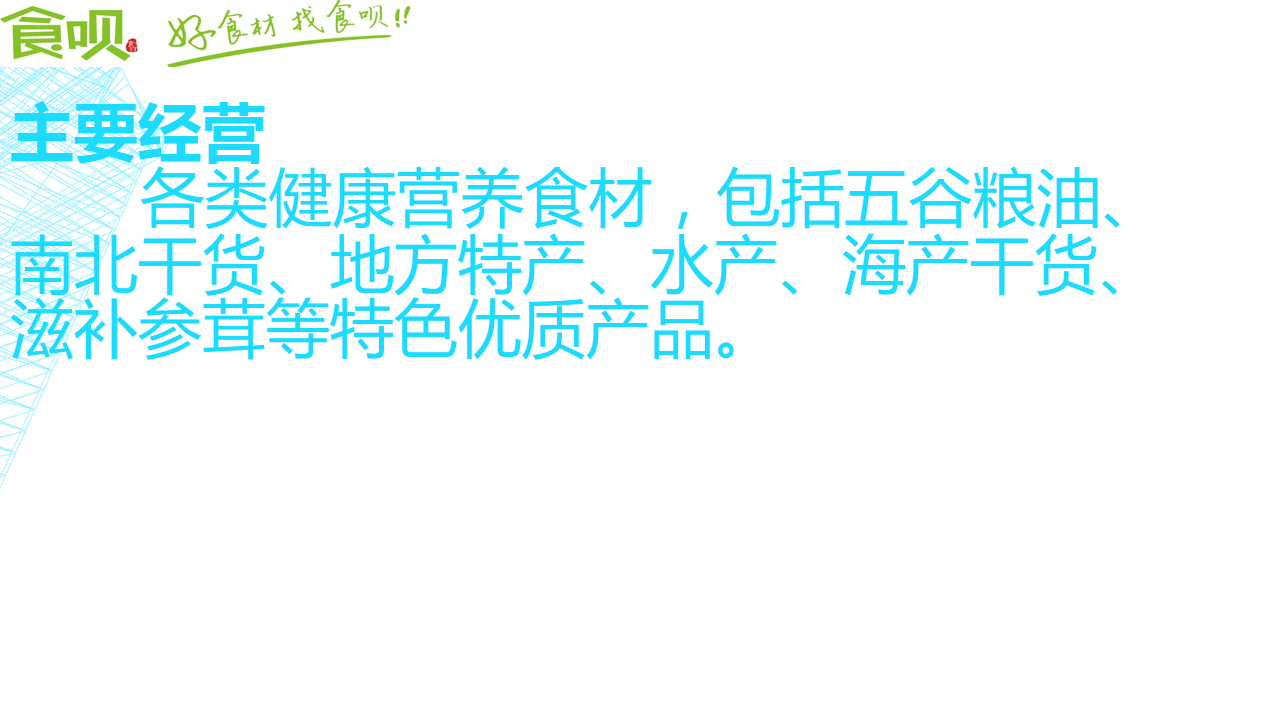 食呗
好食材 找食呗!!
主要经营
各类健康营养食材，包括五谷粮油、
南北干货、地方特产、水产、海产干货、
滋补参茸等特色优质产品。